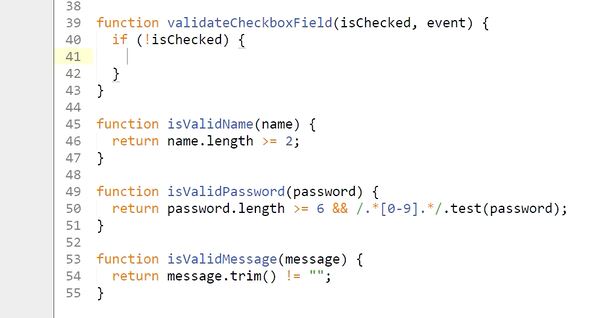 38
39 function validateCheckboxField(isChecked, event) {
40   if (!isChecked) {
41
42   }
43 }
44
45 function isValidName(name) {
46   return name.length >= 2;
47 }
48
49 function isValidPassword(password) {
50   return password.length >= 6 && /.*[0-9].*/.test(password);
51 }
52
53 function isValidMessage(message) {
54   return message.trim() != "";
55 }